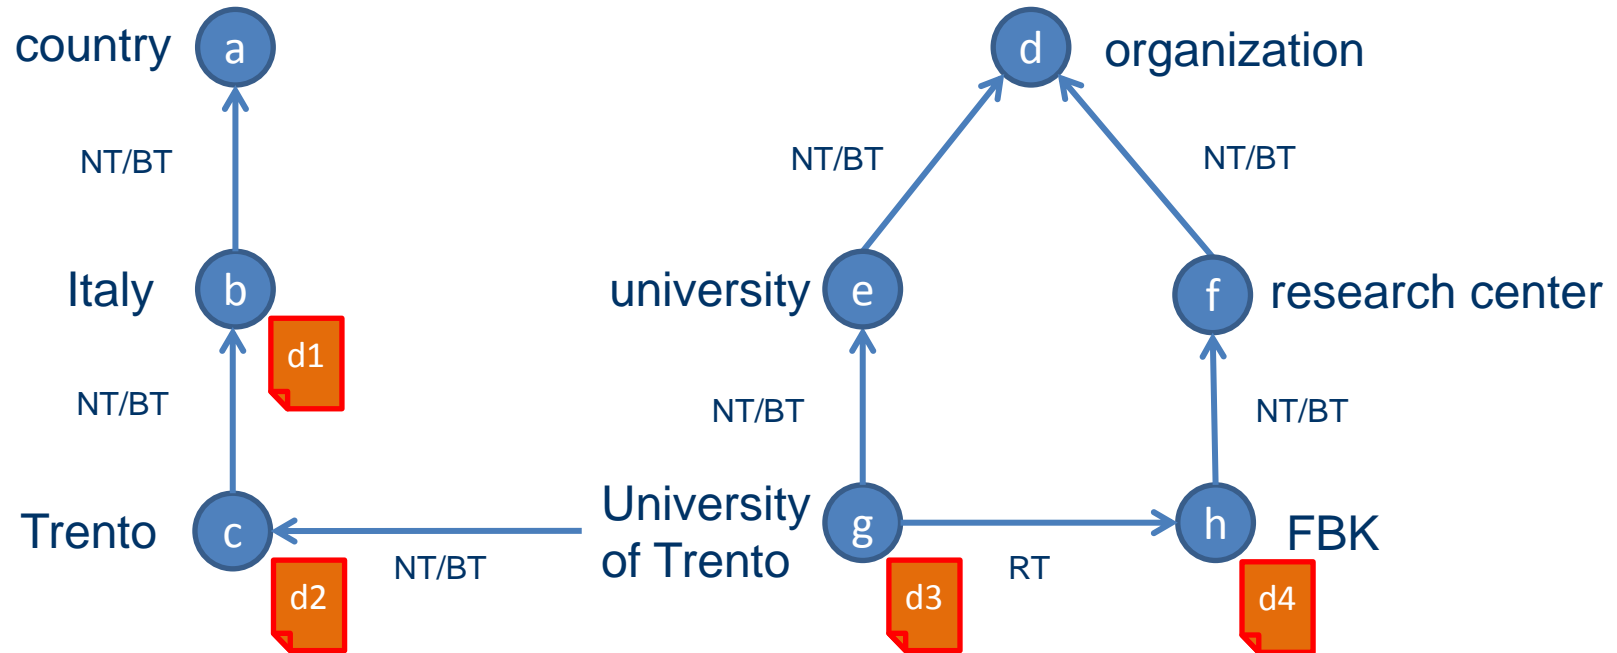 country
a
d
organization
NT/BT
NT/BT
NT/BT
Italy
b
university
e
f
research center
d1
NT/BT
NT/BT
NT/BT
Trento
c
University
of Trento
g
h
FBK
NT/BT
RT
d2
d3
d4